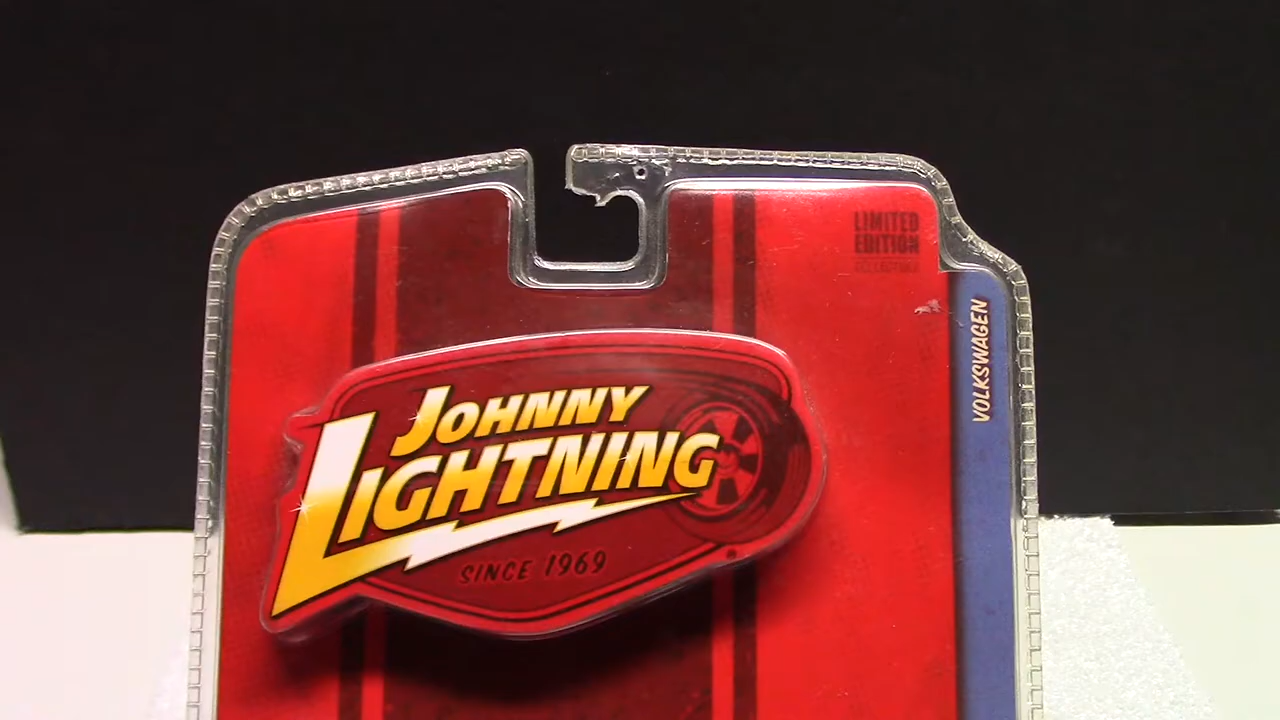 LIMITED
EDITION
VOLKSWAGEN
JOHNNY
LIGHTNING
SINCE 1969